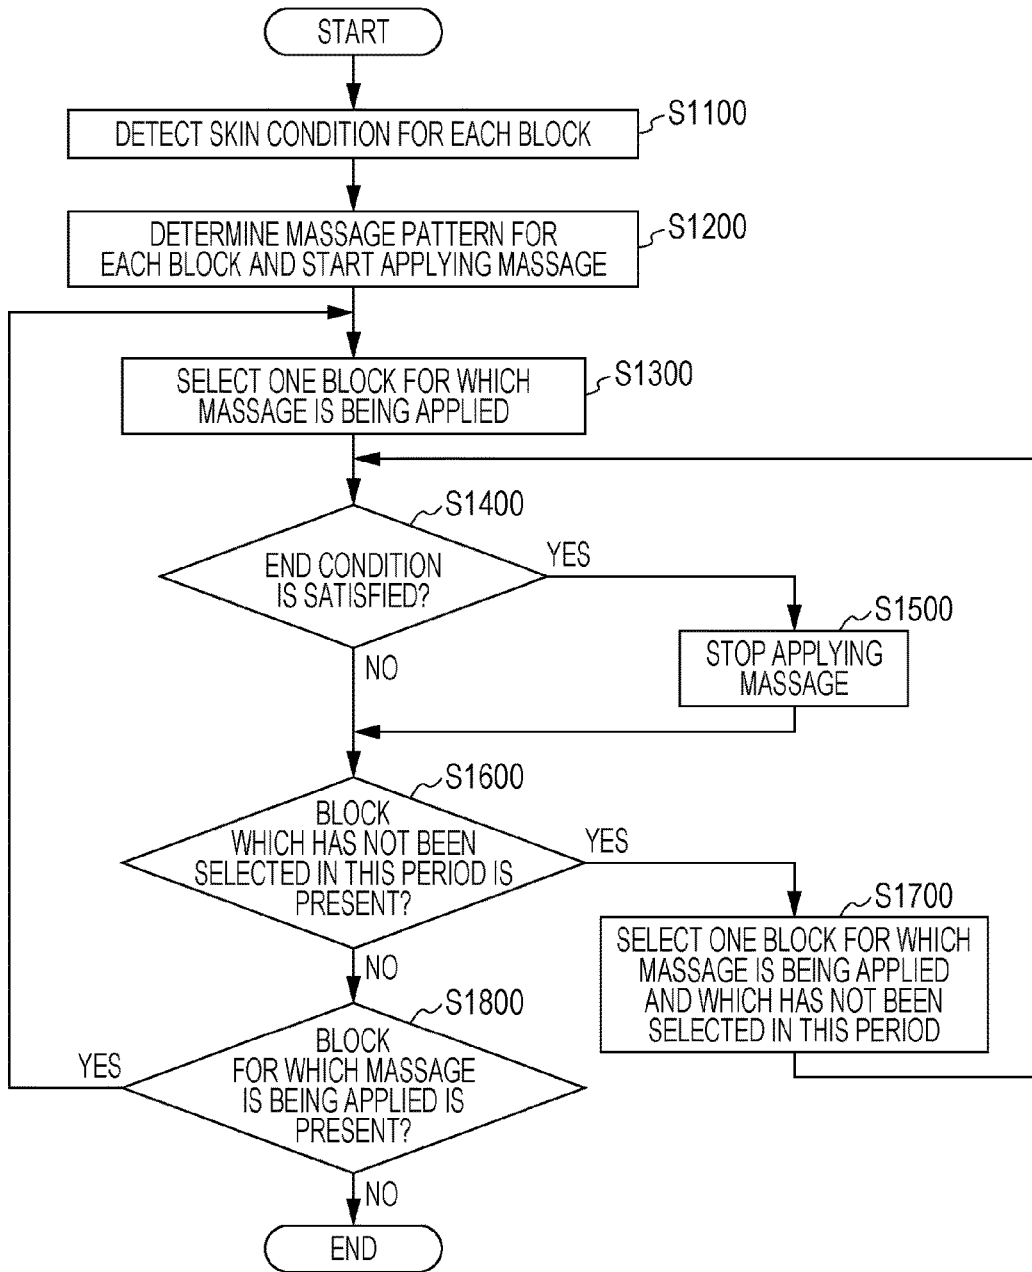 START
DETECT SKIN CONDITION FOR EACH BLOCK
S1100
DETERMINE MASSAGE PATTERN FOR
EACH BLOCK AND START APPLYING MASSAGE
S1200
SELECT ONE BLOCK FOR WHICH
MASSAGE IS BEING APPLIED
S1300
S1400
END CONDITION
IS SATISFIED?
YES
NO
S1500
STOP APPLYING
MASSAGE
S1600
BLOCK
WHICH HAS NOT BEEN
SELECTED IN THIS PERIOD IS
PRESENT?
YES
NO
S1700
SELECT ONE BLOCK FOR WHICH
MASSAGE IS BEING APPLIED
AND WHICH HAS NOT BEEN
SELECTED IN THIS PERIOD
S1800
BLOCK
FOR WHICH MASSAGE
IS BEING APPLIED IS
PRESENT?
YES
NO
END